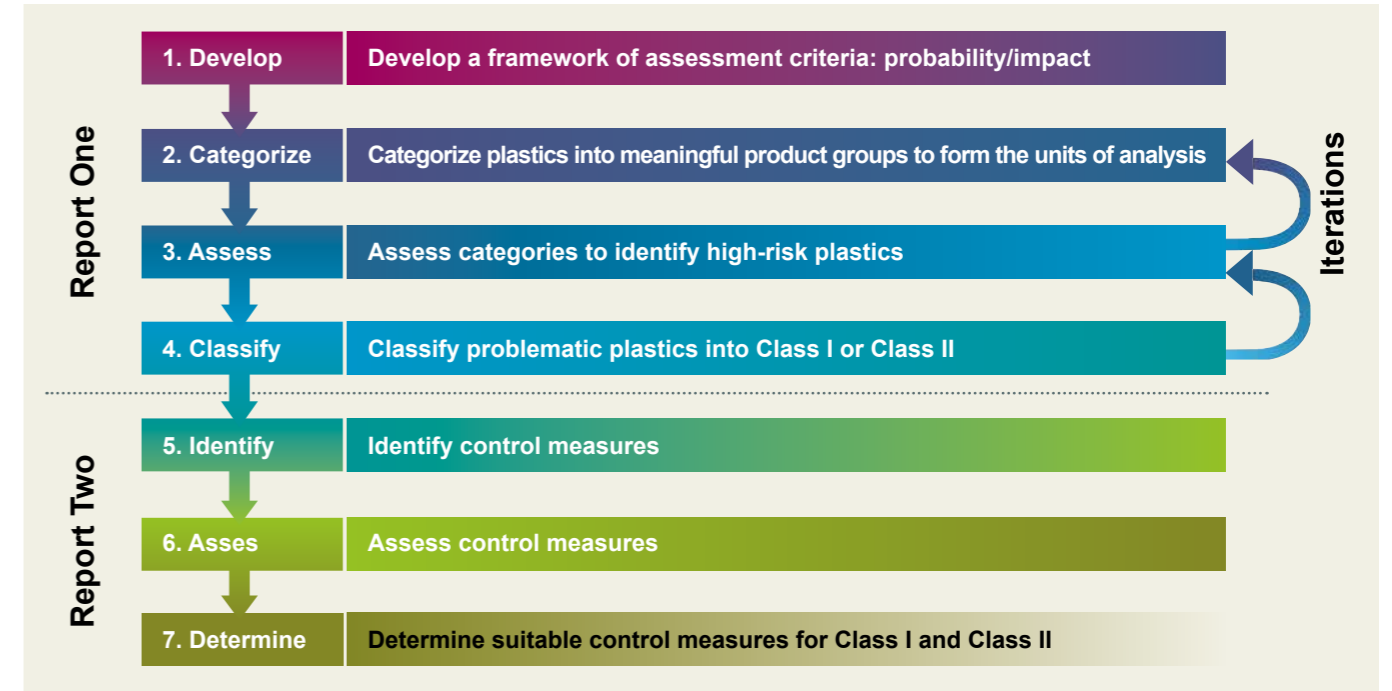 Report One
1. Develop
Develop a framework of assessment criteria: probability/impact
2. Categorize
Categorize plastics into meaningful product groups to form the units of analysis
3. Assess
Assess categories to identify high-risk plastics
4. Classify
Classify problematic plastics into Class I or Class II
Iterations
Report Two
5. Identify
Identify control measures
6. Asses
Assess control measures
7. Determine
Determine suitable control measures for Class I and Class II